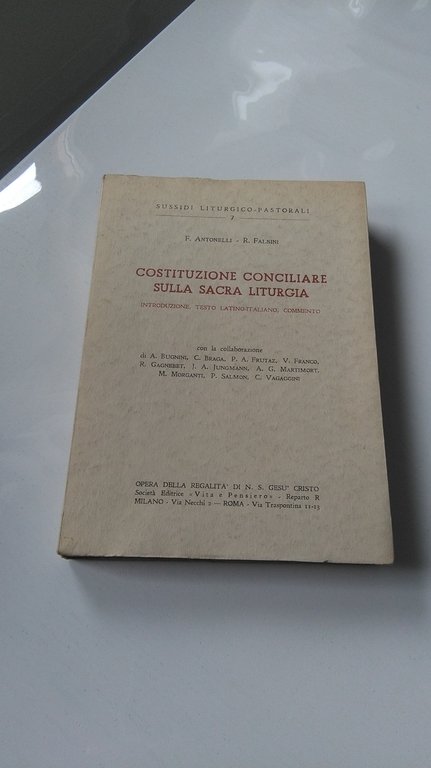 SUSSIDI LITURGICO-PASTORALI
7
F. ANTONELLI - R. FALSINI
COSTITUZIONE CONCILIARE
SULLA SACRA LITURGIA
INTRODUZIONE, TESTO LATINO-ITALIANO, COMMENTO
con la collaborazione
di A. BUGNINI, C. BRAGA, P. A. FRUTAZ, V. FRANCO,
R. GAGNEBET, J. A. JUNGMANN, A. G. MARTIMORT,
M. MORGANTI, P. SALMON, C. VAGAGGINI
OPERA DELLA REGALITA' DI N. S. GESU' CRISTO
Società Editrice «Vita e Pensiero» - Reparto R
MILANO - Via Necchi 2 — ROMA - Via Traspontina 11-13